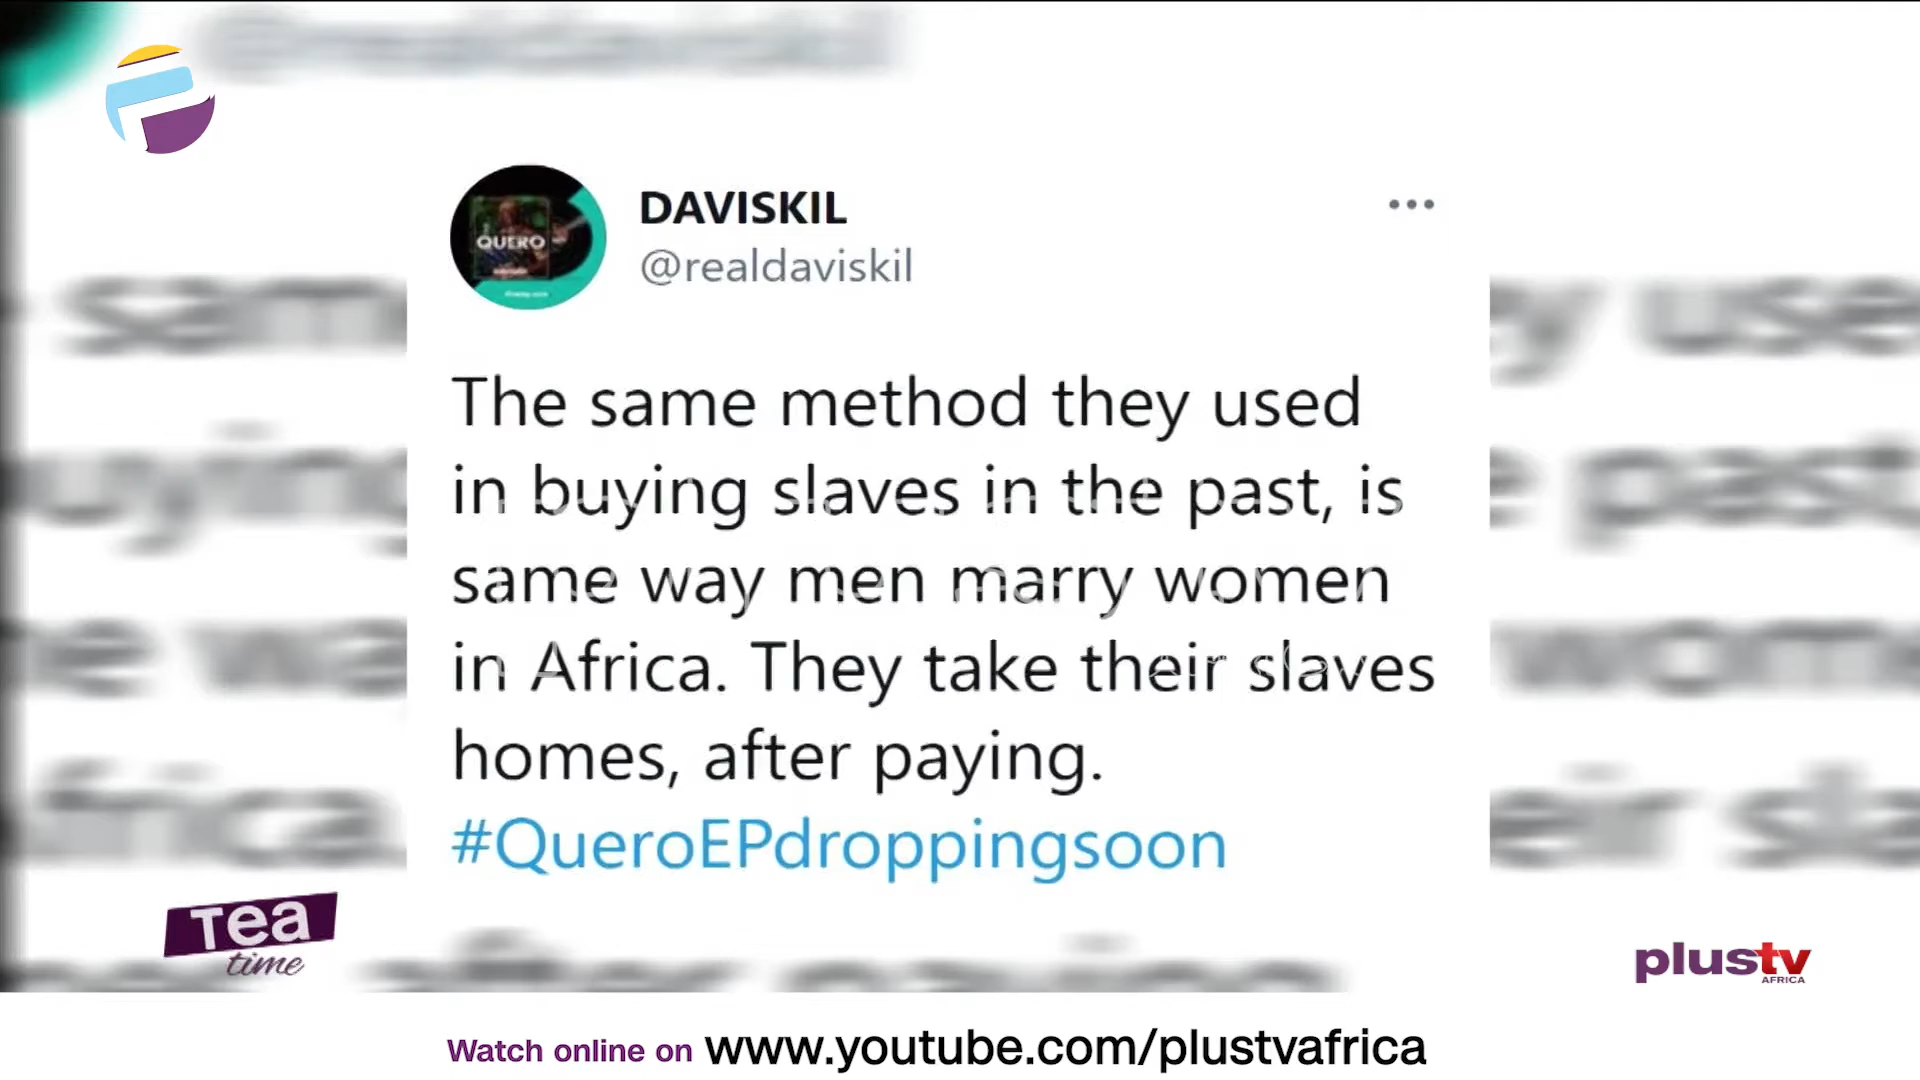 QUERO
DAVISKIL
@realdaviskil
The same method they used
in buying slaves in the past, is
same way men marry women
in Africa. They take their slaves
homes, after paying.
#QueroEPdroppingsoon
Tea
time
plustv
AFRICA
Watch online on www.youtube.com/plustvafrica